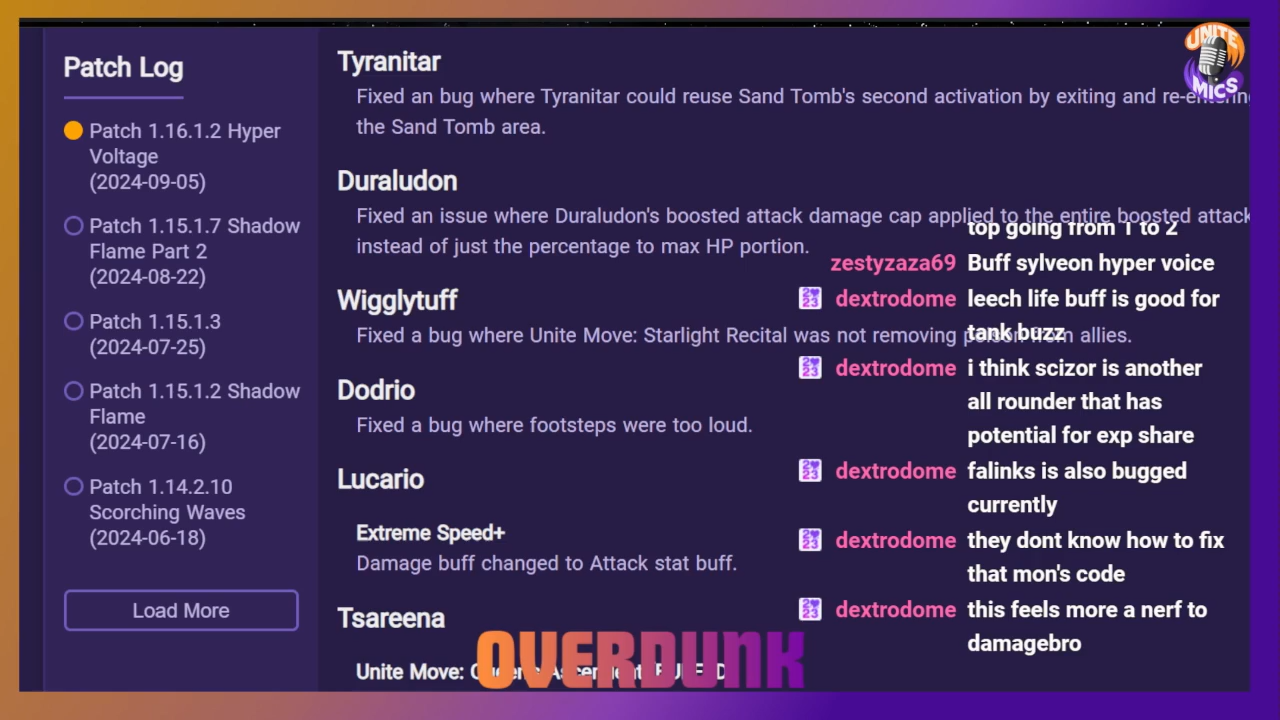 UNITE
MICS
Patch Log
Patch 1.16.1.2 Hyper
Voltage
(2024-09-05)
Patch 1.15.1.7 Shadow
Flame Part 2
(2024-08-22)
Patch 1.15.1.3
(2024-07-25)
Patch 1.15.1.2 Shadow
Flame
(2024-07-16)
Patch 1.14.2.10
Scorching Waves
(2024-06-18)
Load More
Tyranitar
Fixed an bug where Tyranitar could reuse Sand Tomb's second activation by exiting and
the Sand Tomb area.
Duraludon
Fixed an issue where Duraludon's boosted attack damage cap applied to the entire boosted attack
instead of just the percentage to max HP portion.
Wigglytuff
Fixed a bug where Unite Move: Starlight Recital was not removing poison from allies.
Dodrio
Fixed a bug where footsteps were too loud.
Lucario
Extreme Speed+
Damage buff changed to Attack stat buff.
Tsareena
Unite Move:
OVERDUNK
top going from 1 to 2
zestyzaza69 Buff sylveon hyper voice
dextrodome leech life buff is good for
tank buzz
dextrodome i think scizor is another
all rounder that has
potential for exp share
dextrodome falinks is also bugged
currently
dextrodome they dont know how to fix
that mon's code
dextrodome this feels more a nerf to
damagebro